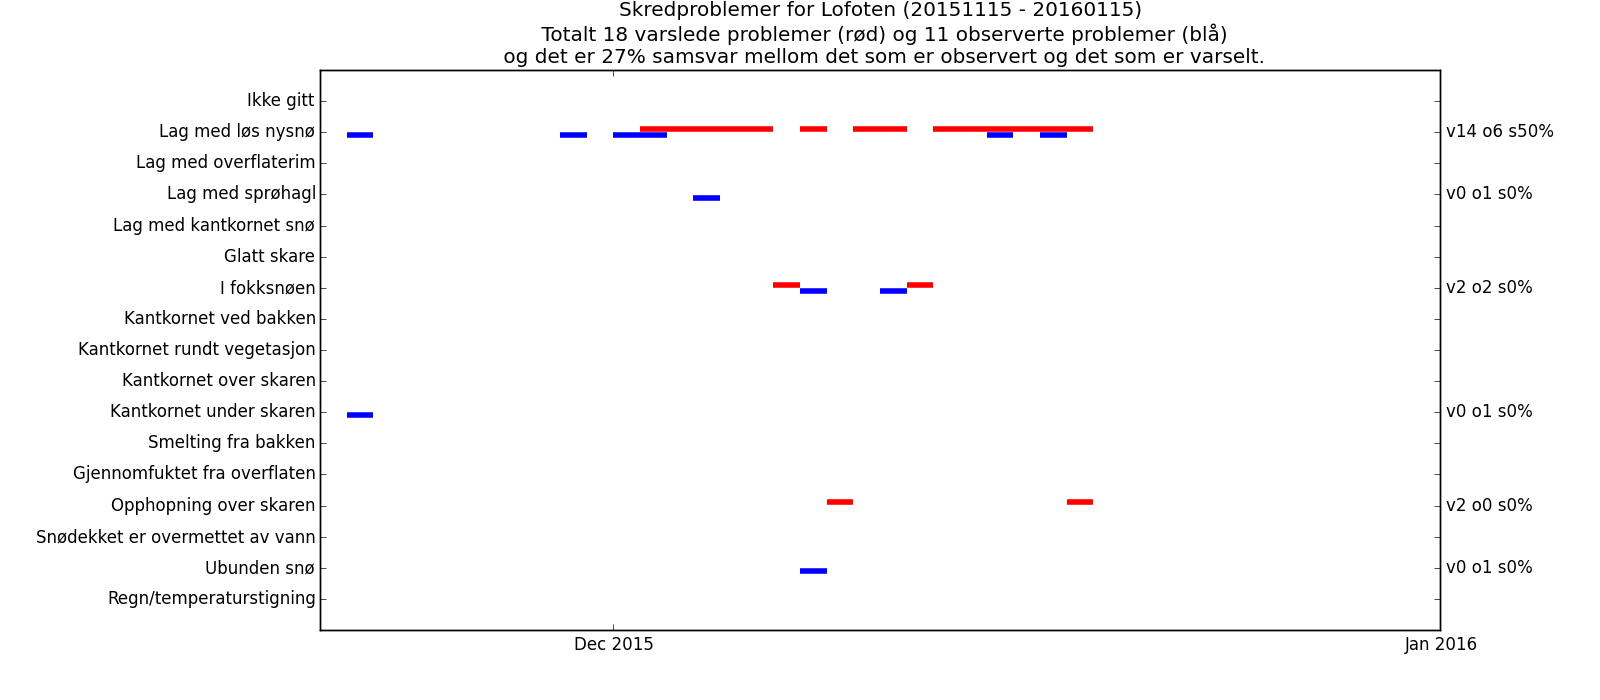 Skredproblemer for Lofoten (20151115 - 20160115)
Totalt 18 varslede problemer (rød) og 11 observerte problemer (blå)
og det er 27% samsvar mellom det som er observert og det som er varselt.
Ikke gitt
Lag med løs nysnø v14 o6 s50%
Lag med overflaterim
Lag med sprøhagl v0 o1 s0%
Lag med kantkornet snø
Glatt skare
I fokksnøen v2 o2 s0%
Kantkornet ved bakken
Kantkornet rundt vegetasjon
Kantkornet over skaren
Kantkornet under skaren v0 o1 s0%
Smelting fra bakken
Gjennomfuktet fra overflaten
Opphopning over skaren v2 o0 s0%
Snødekket er overmettet av vann
Ubunden snø v0 o1 s0%
Regn/temperaturstigning
Dec 2015 Jan 2016